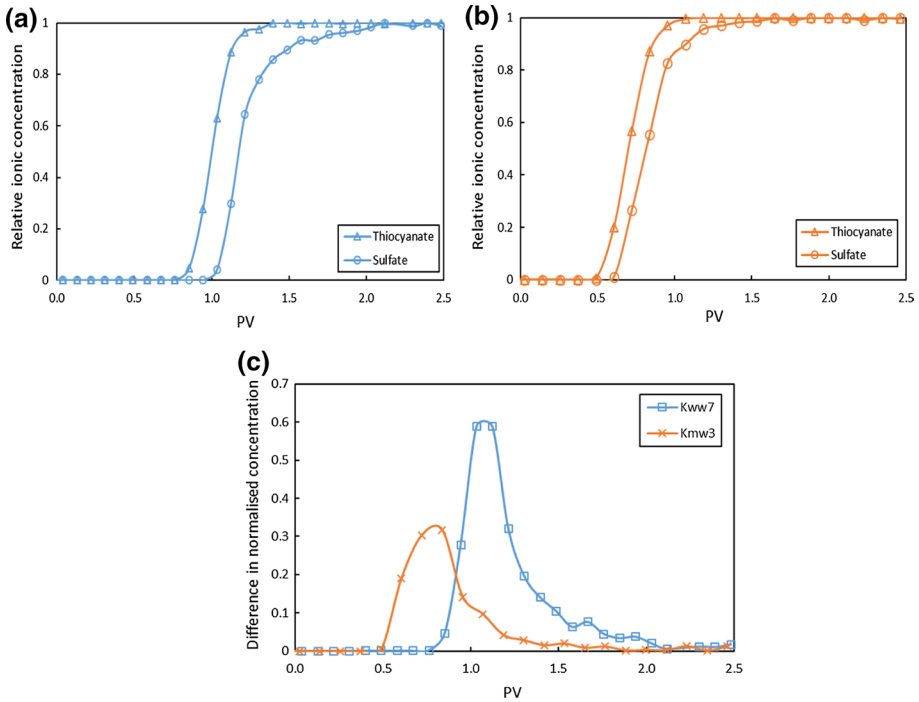 (a)
Relative ionic concentration
1
0.8
0.6
0.4
0.2
0
0.0 0.5 1.0 1.5 2.0 2.5
PV
Thiocyanate
Sulfate
(b)
Relative ionic concentration
1
0.8
0.6
0.4
0.2
0
0.0 0.5 1.0 1.5 2.0 2.5
PV
Thiocyanate
Sulfate
(c)
Difference in normalised concentration
0.7
0.6
0.5
0.4
0.3
0.2
0.1
0
0.0 0.5 1.0 1.5 2.0 2.5
PV
Kww7
Kmw3